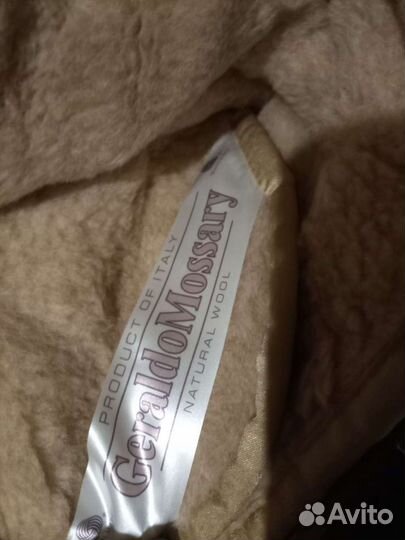 PRODUCT OF ITALY
GeraldoMossary
NATURAL WOOL
Avito